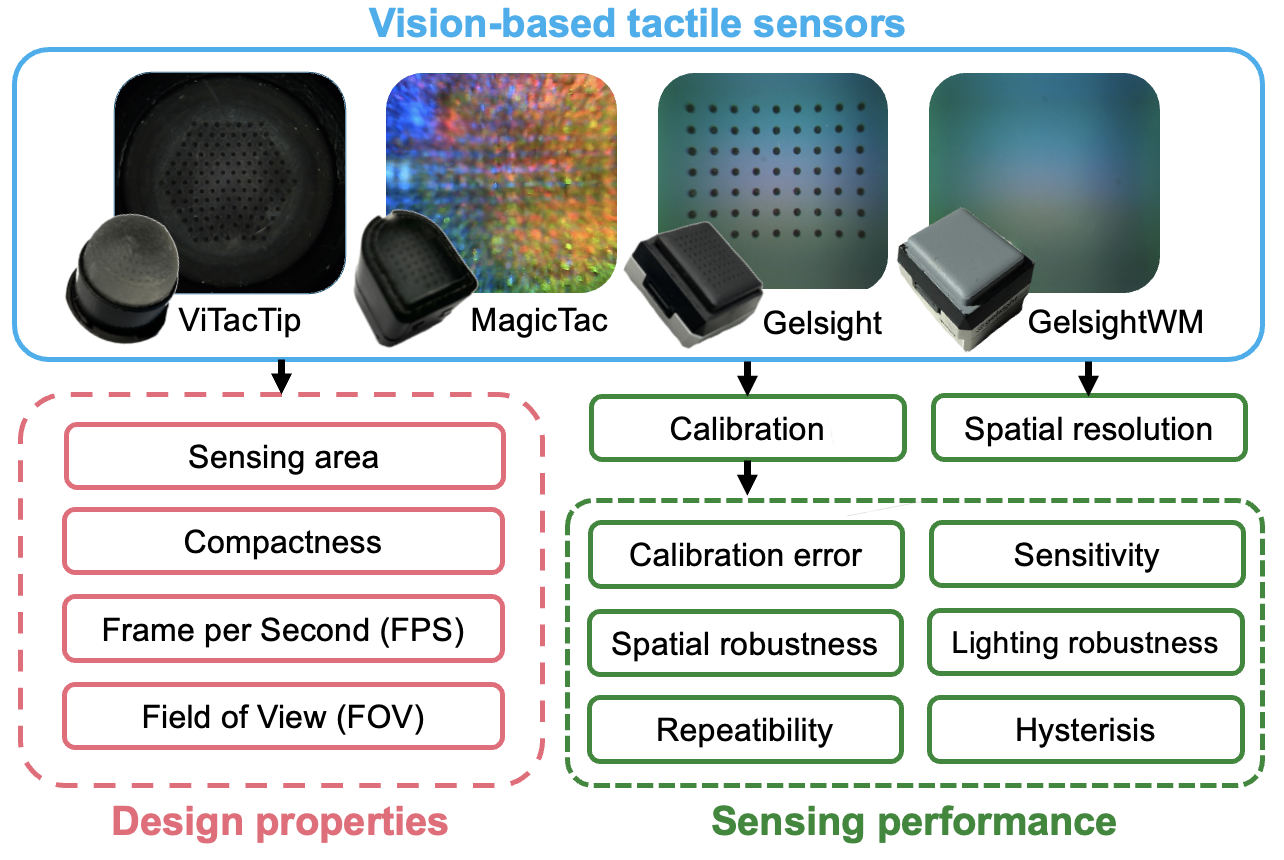 Vision-based tactile sensors
ViTacTip
MagicTac
Gelsight
GelsightWM
Sensing area
Compactness
Frame per Second (FPS)
Field of View (FOV)
Design properties
Calibration
Spatial resolution
Calibration error
Sensitivity
Spatial robustness
Lighting robustness
Repeatibility
Hysterisis
Sensing performance